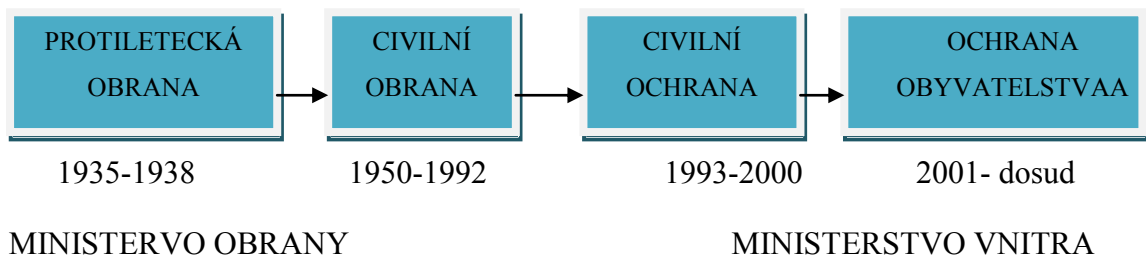 PROTILETECKÁ
OBRANA
CIVILNÍ
OBRANA
CIVILNÍ
OCHRANA
OCHRANA
OBYVATELSTVAA
1935-1938
1950-1992
1993-2000
2001- dosud
MINISTERVO OBRANY
MINISTERSTVO VNITRA